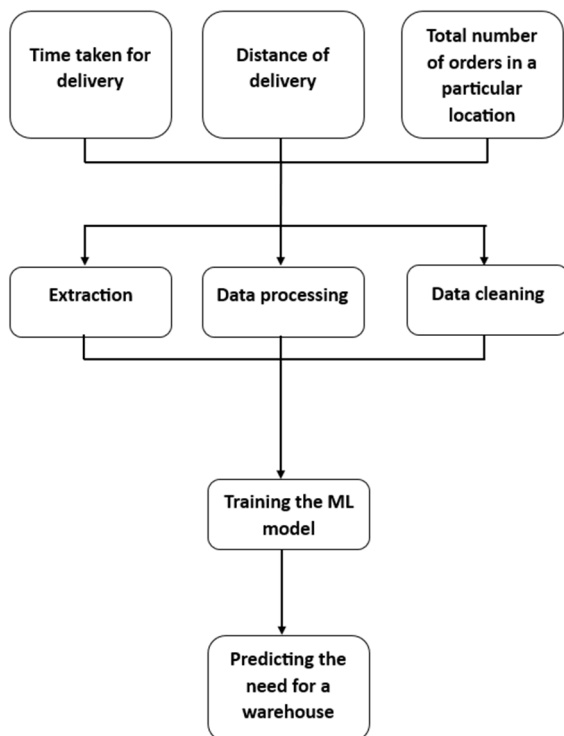 Time taken for
delivery
Distance of
delivery
Total number
of orders in a
particular
location
Extraction
Data processing
Data cleaning
Training the ML
model
Predicting the
need for a
warehouse